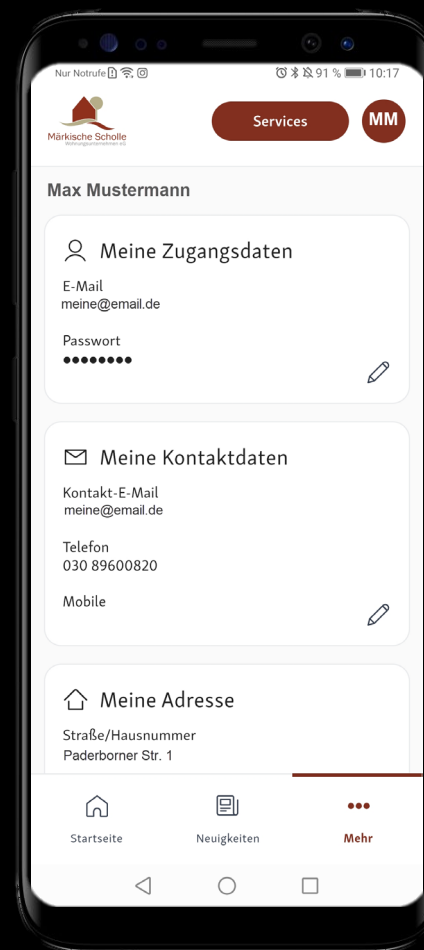 Nur Notrufe
91 % 10:17
Märkische Scholle
Wohnungsunternehmen eG
Services
MM
Max Mustermann
Meine Zugangsdaten
E-Mail
meine@email.de
Passwort
••••••••
Meine Kontaktdaten
Kontakt-E-Mail
meine@email.de
Telefon
030 89600820
Mobile
Meine Adresse
Straße/Hausnummer
Paderborner Str. 1
Startseite
Neuigkeiten
Mehr